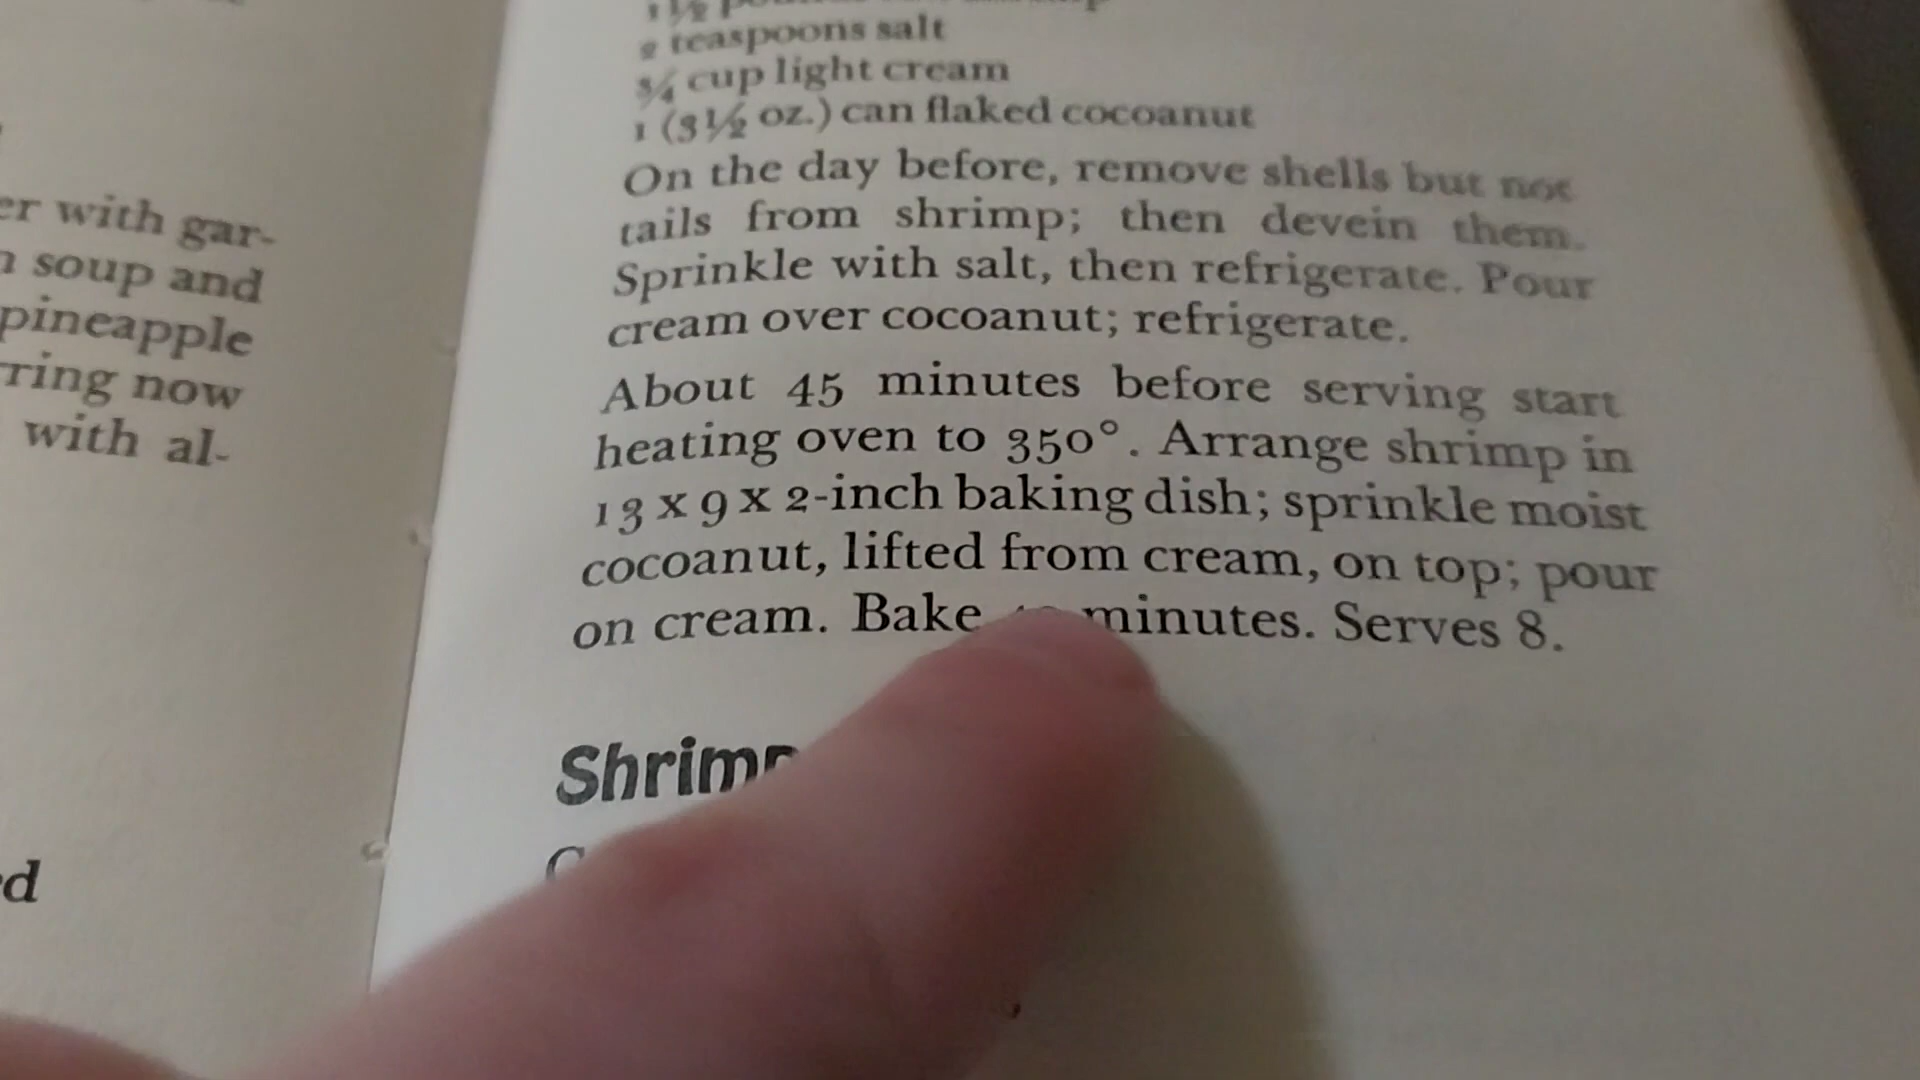 er with gar-
soup and
pineapple
ring now
with al-
d
1½
2 teaspoons salt
¾ cup light cream
1 (3½ oz.) can flaked cocoanut
On the day before, remove shells but not
tails from shrimp; then devein them.
Sprinkle with salt, then refrigerate. Pour
cream over cocoanut; refrigerate.
About 45 minutes before serving start
heating oven to 350°. Arrange shrimp in
13 x 9 x 2-inch baking dish; sprinkle moist
cocoanut, lifted from cream, on top; pour
on cream. Bake minutes. Serves 8.
Shrimp